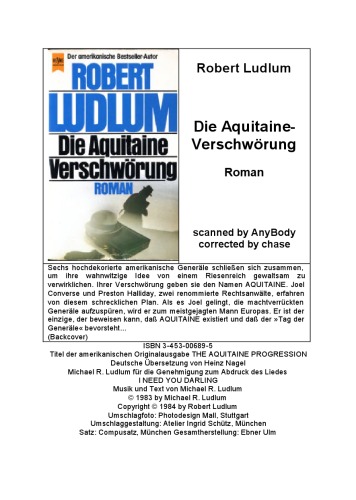 Der amerikanische Bestseller-Autor
ROBERT
LUDLUM
Die Aquitaine
Verschwörung
ROMAN
Robert Ludlum
Die Aquitaine-
Verschwörung
Roman
scanned by AnyBody
corrected by chase
Sechs hochdekorierte amerikanische Generäle schließen sich zusammen,
um ihre wahnwitzige Idee von einem Riesenreich gewaltsam zu
verwirklichen. Ihrer Verschwörung geben sie den Namen AQUITAINE. Joel
Converse und Preston Halliday, zwei renommierte Rechtsanwälte, erfahren
von diesem schrecklichen Plan. Als es Joel gelingt, die machtverrückten
Generäle aufzuspüren, wird er zum meistgejagten Mann Europas. Er ist der
einzige, der beweisen kann, daß AQUITAINE existiert und daß der »Tag der
Generäle« bevorsteht...
(Backcover)
ISBN 3-453-00689-5
Titel der amerikanischen Originalausgabe THE AQUITAINE PROGRESSION
Deutsche Übersetzung von Heinz Nagel
Michael R. Ludlum für die Genehmigung zum Abdruck des Liedes
I NEED YOU DARLING
Musik und Text von Michael R. Ludlum
© 1983 by Michael R. Ludlum
Copyright © 1984 by Robert Ludlum
Umschlagfoto: Photodesign Mall, Stuttgart
Umschlaggestaltung: Atelier Ingrid Schütz, München
Satz: Compusatz, München Gesamtherstellung: Ebner Ulm